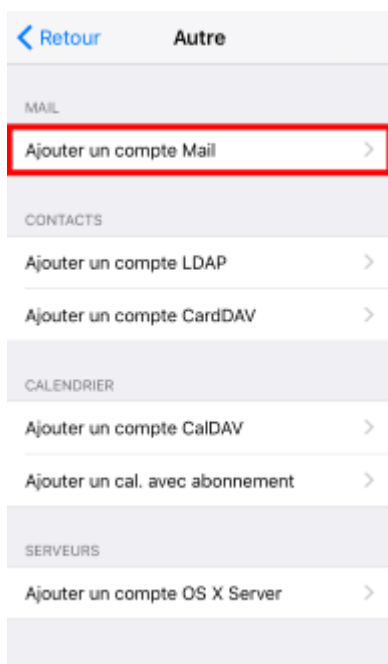 Retour
Autre
MAIL
Ajouter un compte Mail
CONTACTS
Ajouter un compte LDAP
Ajouter un compte CardDAV
CALENDRIER
Ajouter un compte CalDAV
Ajouter un cal. avec abonnement
SERVEURS
Ajouter un compte OS X Server